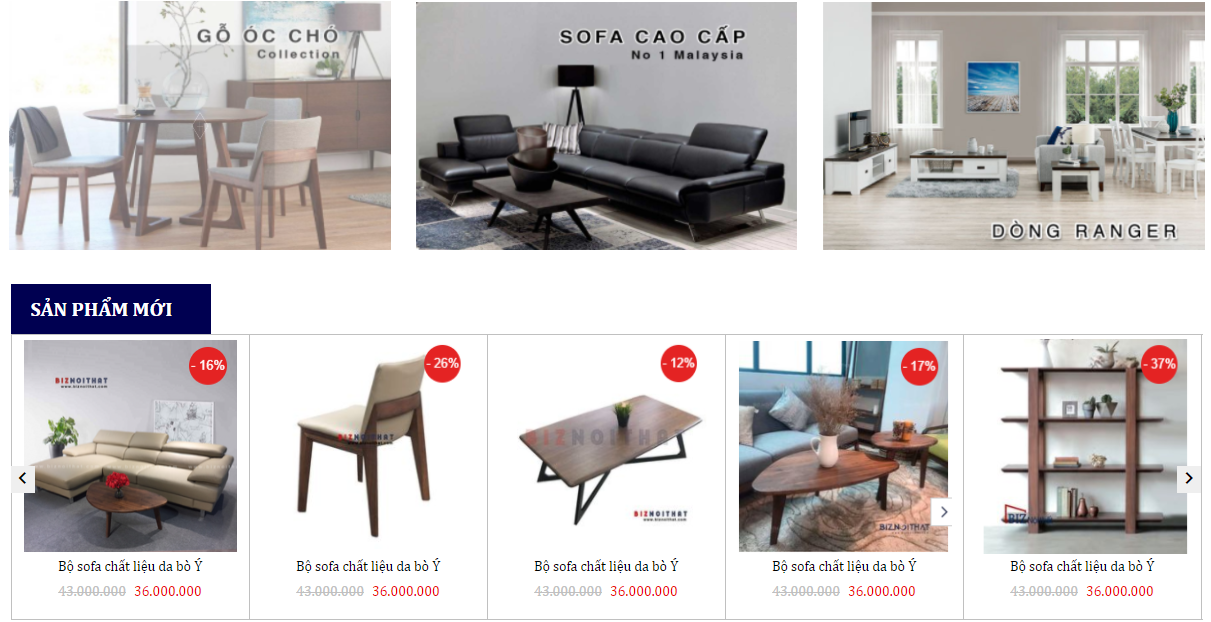 GỖ ÓC CHÓ
Collection
SOFA CAO CẤP
No 1 Malaysia
DÒNG RANGER
SẢN PHẨM MỚI
- 16%
BIZNOITHAT
www.biznoithat.com
Bộ sofa chất liệu da bò Ý
43.000.000 36.000.000
- 26%
BIZNOITHAT
Bộ sofa chất liệu da bò Ý
43.000.000 36.000.000
- 12%
BIZNOITHAT
BIZNOITHAT
www.biznoithat.com
Bộ sofa chất liệu da bò Ý
43.000.000 36.000.000
- 17%
BIZNOITHAT
Bộ sofa chất liệu da bò Ý
43.000.000 36.000.000
- 37%
BIZ
Bộ sofa chất liệu da bò Ý
43.000.000 36.000.000